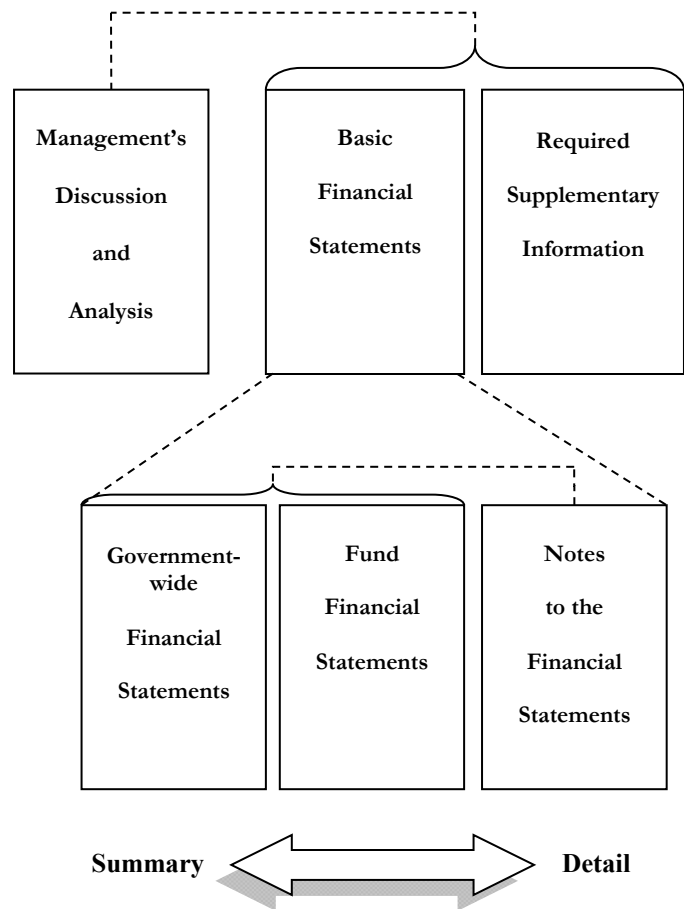 Management's
Discussion
and
Analysis
Basic
Financial
Statements
Required
Supplementary
Information
Government-
wide
Financial
Statements
Fund
Financial
Statements
Notes
to the
Financial
Statements
Summary
Detail